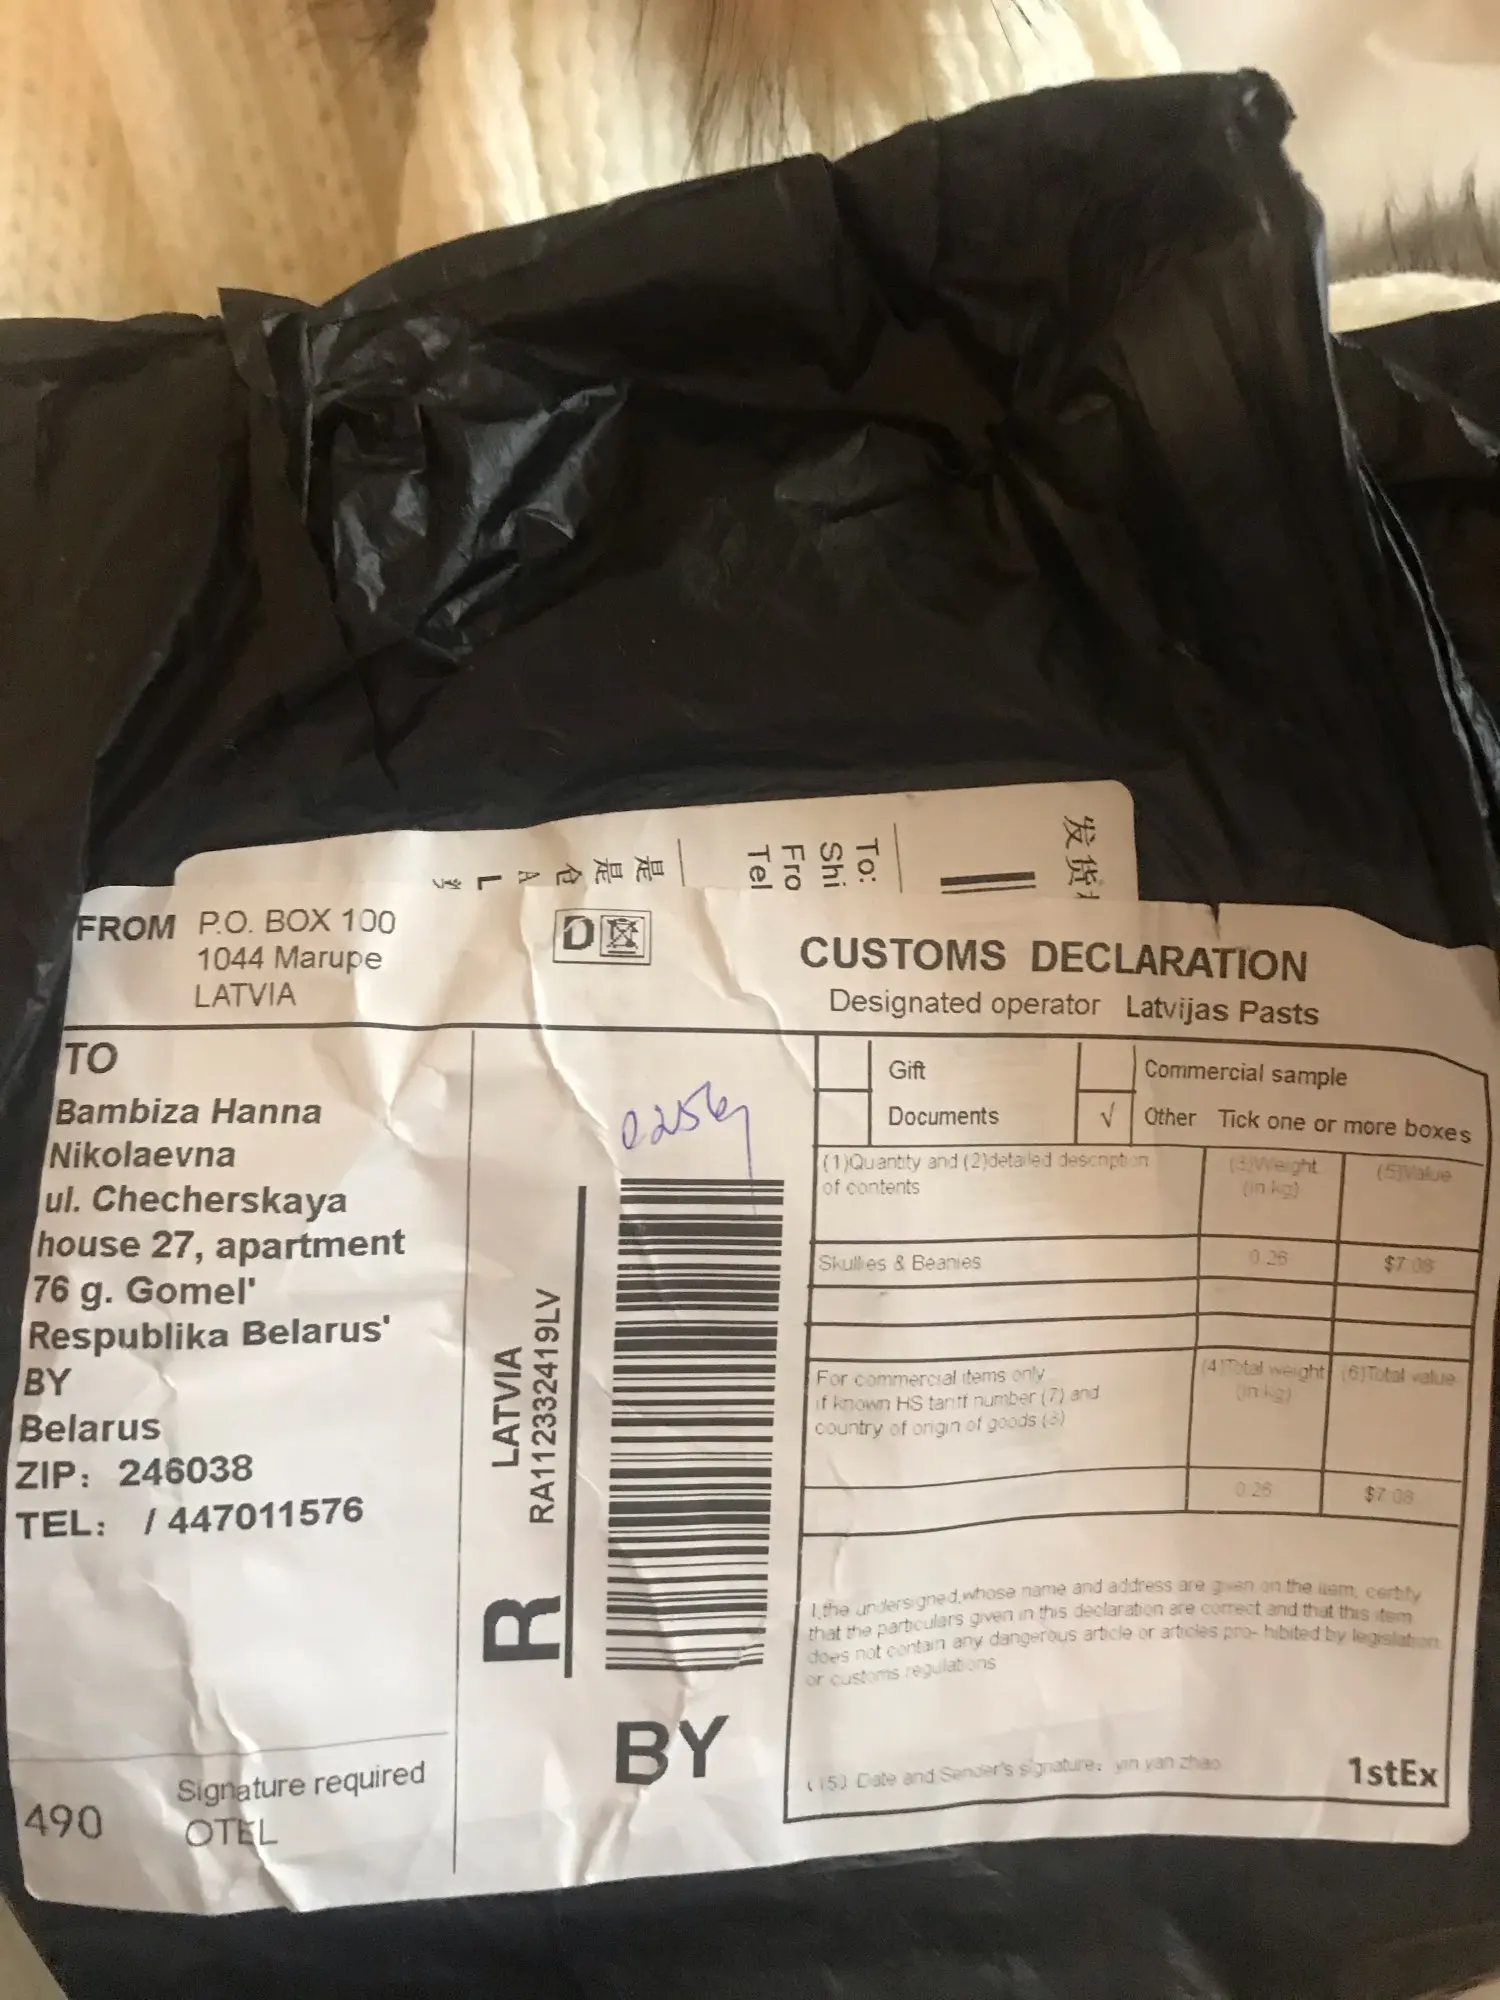 发货
To:
Shi
Fro
Tel
是
是
仓
A
L
FROM P.O. BOX 100
1044 Marupe
LATVIA
D
TO
Bambiza Hanna
Nikolaevna
ul. Checherskaya
house 27, apartment
76 g. Gomel'
Respublika Belarus'
BY
Belarus
ZIP: 246038
TEL: / 447011576
Signature required
490 OTEL
LATVIA
RA112332419LV
R
BY
CUSTOMS DECLARATION
Designated operator Latvijas Pasts
Gift
Commercial sample
Documents
√ Other Tick one or more boxes
(1)Quantity and (2)detailed description
of contents
(3)Weight
(in kg)
(5)Value
Skullies & Beanies 0.26 $7.08
For commercial items only
if known HS tariff number (7) and
country of origin of goods (8)
(4)Total weight
(in kg)
(6)Total value
0.26 $7.08
I,the undersigned,whose name and address are given on the item, certify
that the particulars given in this declaration are correct and that this item
does not contain any dangerous article or articles pro- hibited by legislation
or customs regulations
(15) Date and Sender's signature: yin yan zhao
1stEx